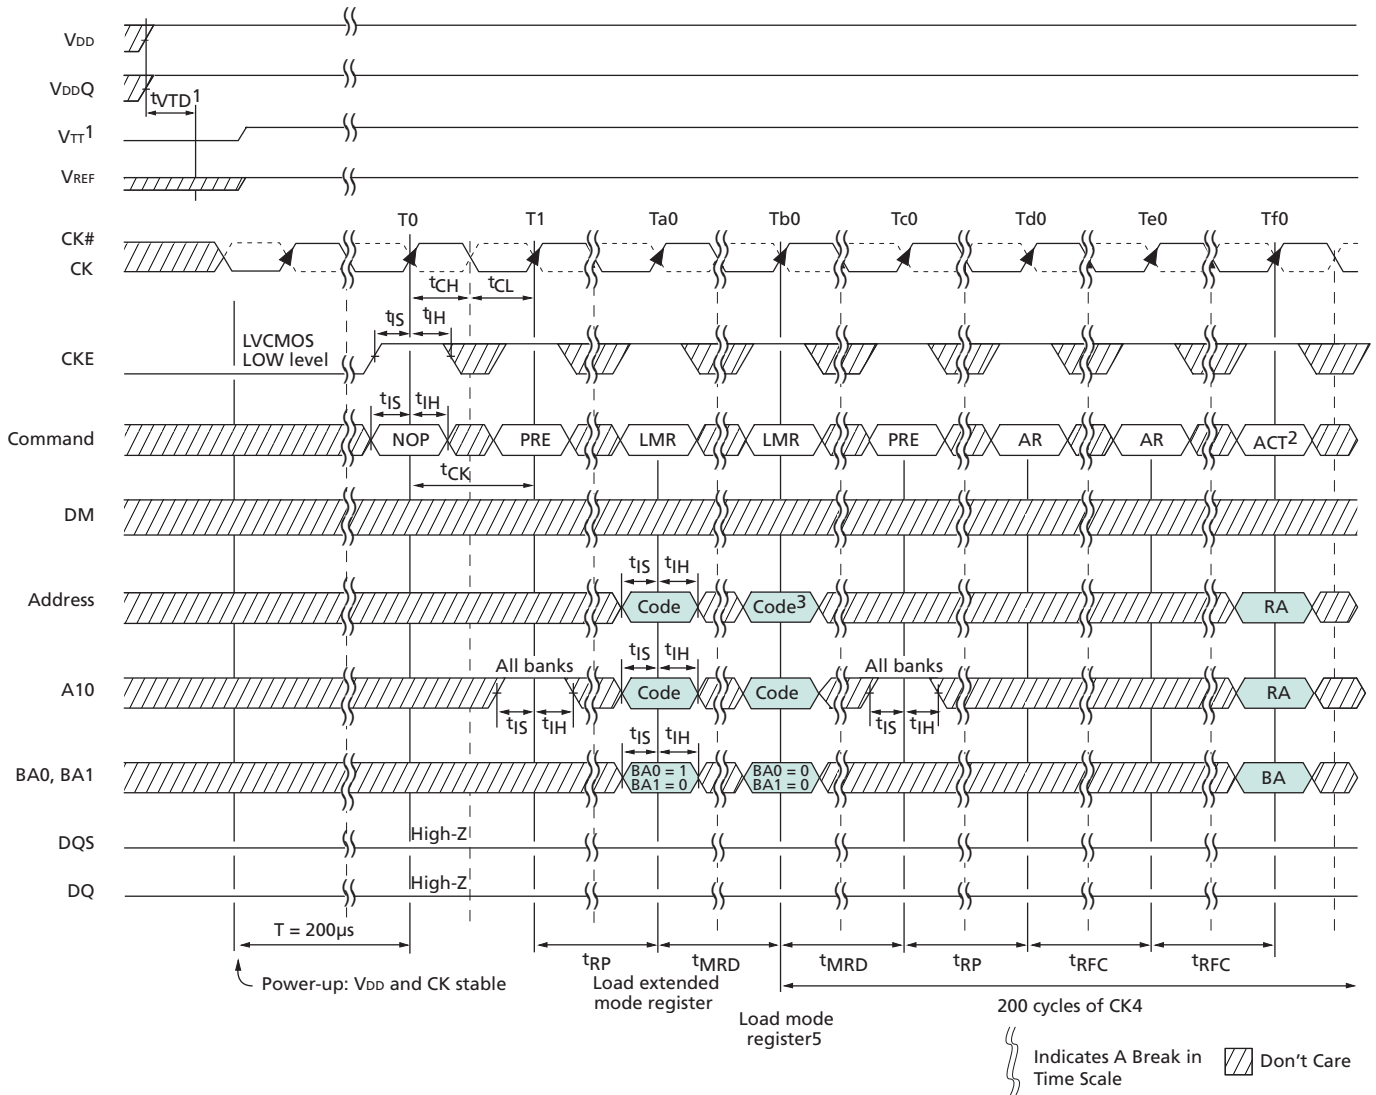 VDD
VDDQ
tVTD1
VTT1
VREF
T0 T1 Ta0 Tb0 Tc0 Td0 Te0 Tf0
CK#
CK
tCH tCL
tIS tIH
CKE
LVCMOS
LOW level
tIS tIH
Command
NOP PRE LMR LMR PRE AR AR ACT2
tCK
DM
tIS tIH
Address
Code Code3 RA
tIS tIH
All banks All banks
A10
Code Code RA
tIS tIH tIS tIH
tIS tIH
BA0, BA1
BA0 = 1 BA0 = 0 BA
BA1 = 0 BA1 = 0
DQS
High-Z
DQ
High-Z
T = 200µs
tRP tMRD tMRD tRP tRFC tRFC
Power-up: VDD and CK stable
Load extended
mode register
200 cycles of CK4
Load mode
register5
Indicates A Break in
Time Scale
Don't Care